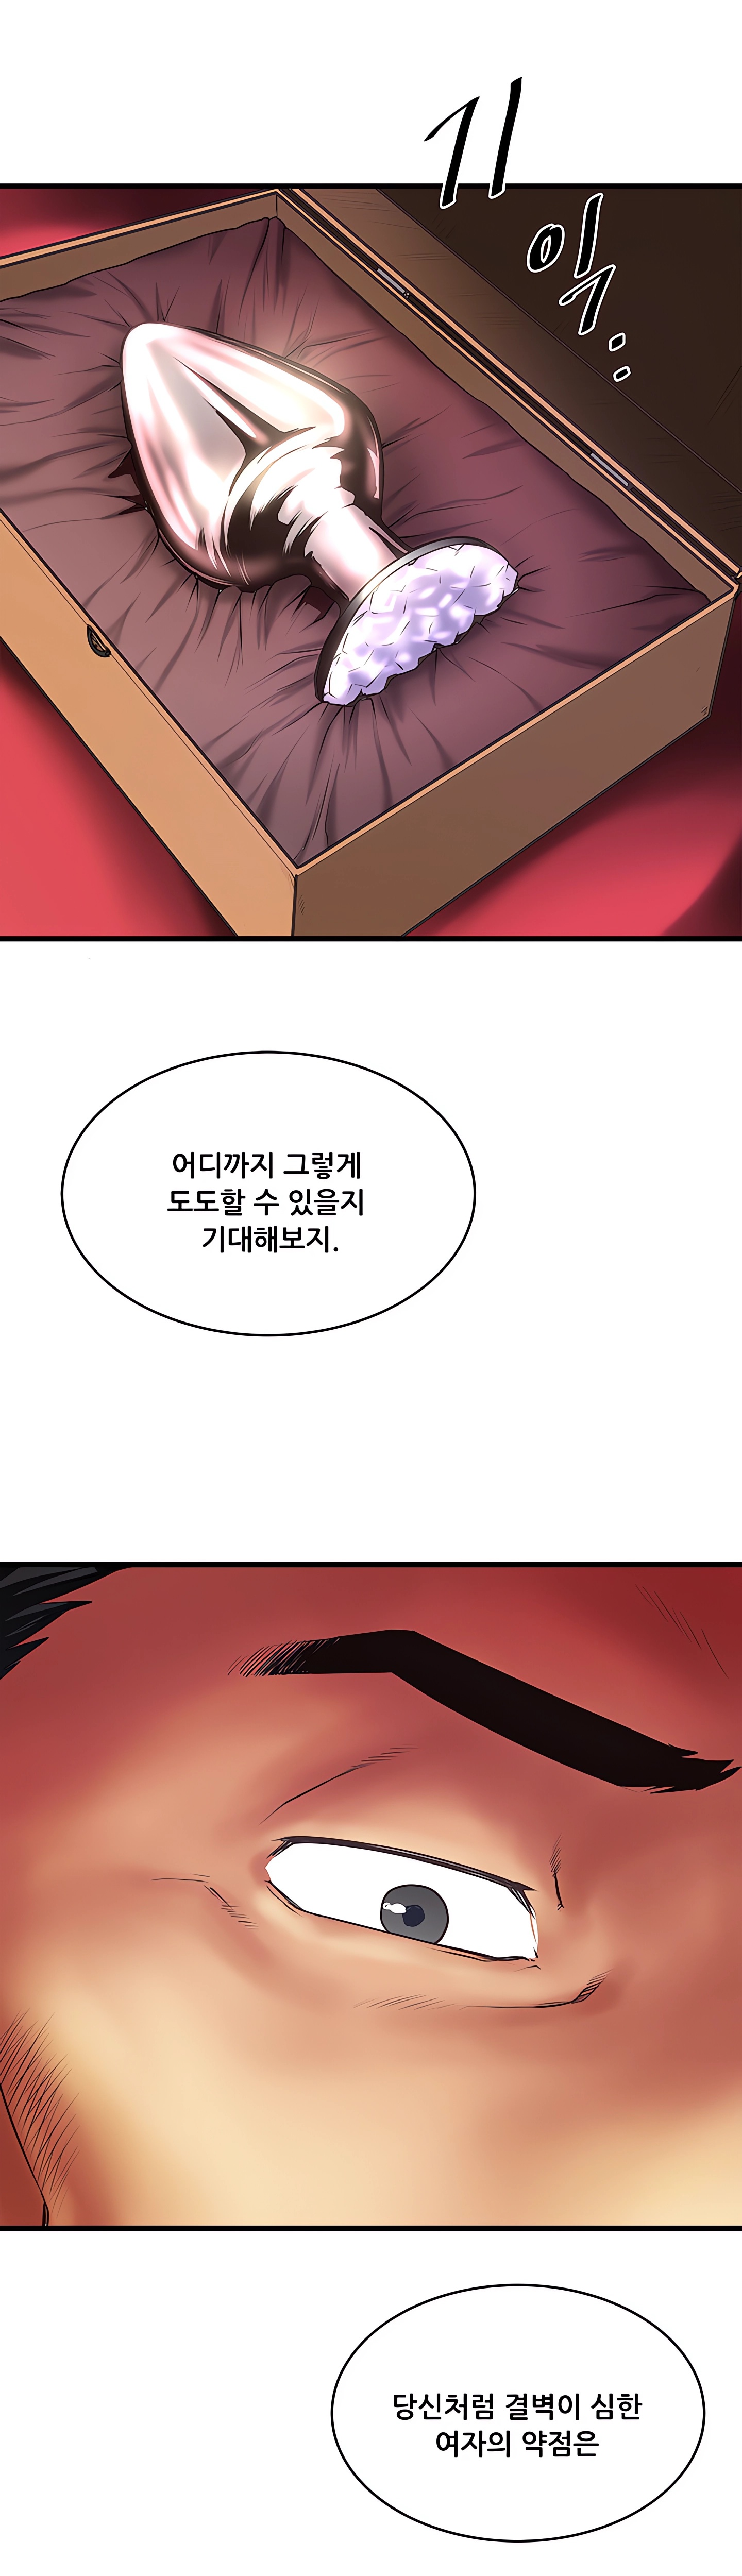 끼
익..
어디까지 그렇게
도도할 수 있을지
기대해보지.
당신처럼 결벽이 심한
여자의 약점은